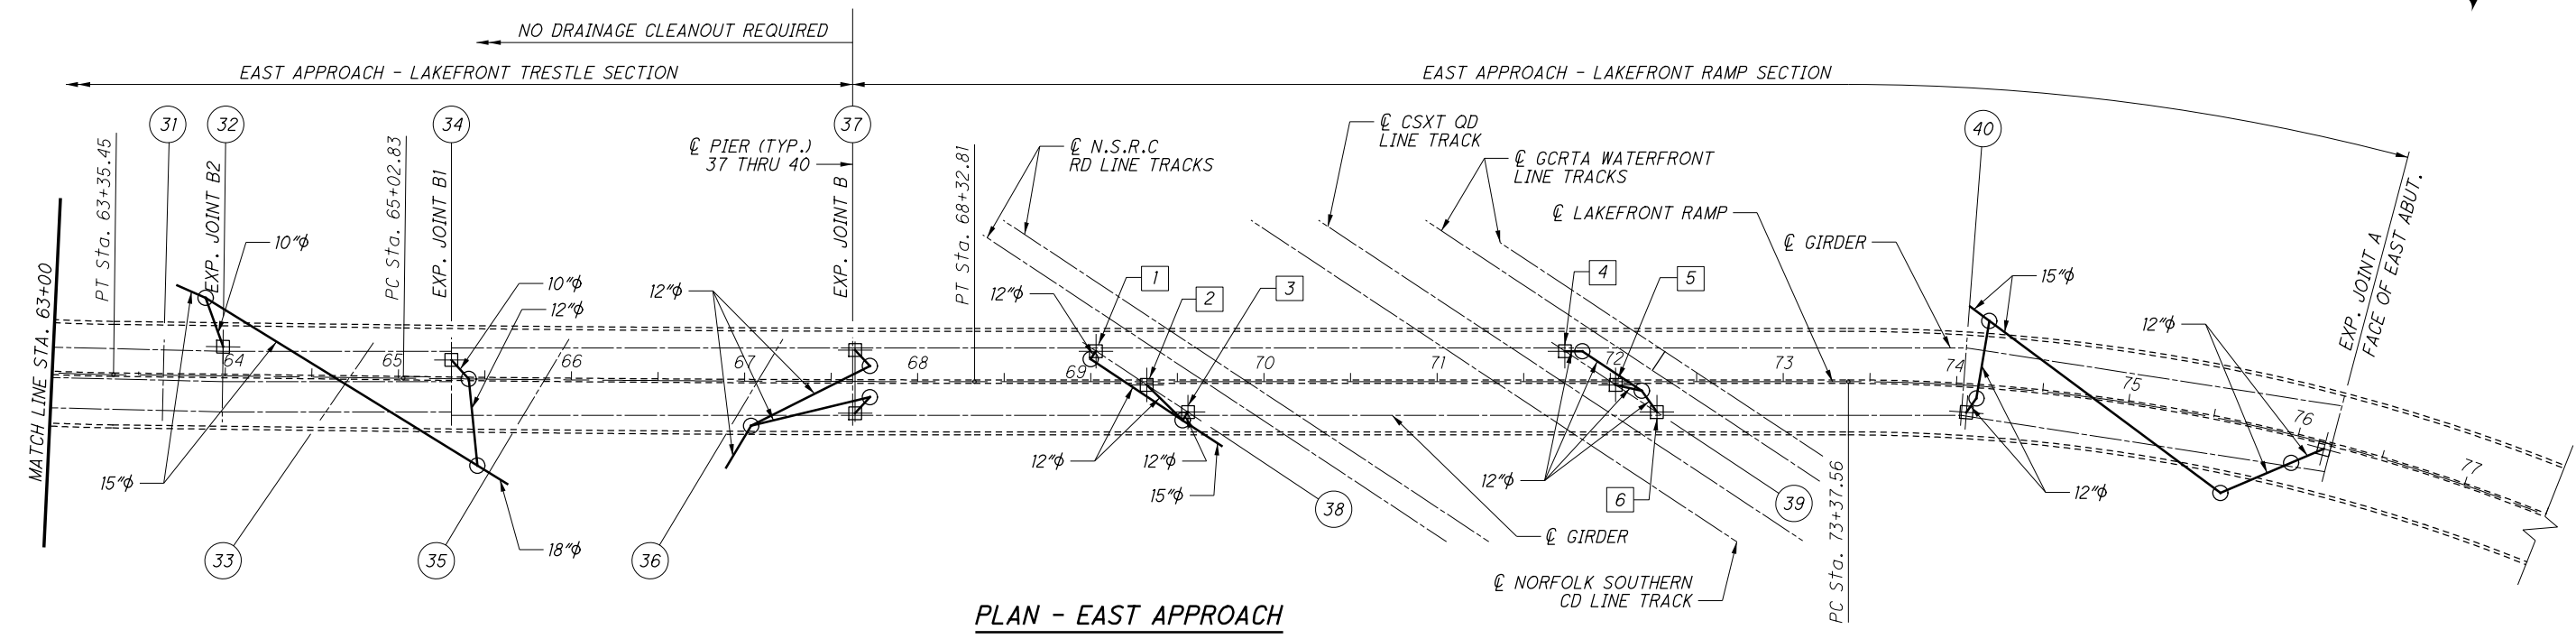 NO DRAINAGE CLEANOUT REQUIRED
EAST APPROACH - LAKEFRONT TRESTLE SECTION
EAST APPROACH - LAKEFRONT RAMP SECTION
31
32
34
37
40
℄ PIER (TYP.)
37 THRU 40
℄ N.S.R.C
RD LINE TRACKS
℄ CSXT QD
LINE TRACK
℄ GCRTA WATERFRONT
LINE TRACKS
℄ LAKEFRONT RAMP
℄ GIRDER
MATCH LINE STA. 63+00
PT Sta. 63+35.45
EXP. JOINT B2
PC Sta. 65+02.83
EXP. JOINT B1
EXP. JOINT B
PT Sta. 68+32.81
EXP. JOINT A
FACE OF EAST ABUT.
10"ϕ
10"ϕ
12"ϕ
12"ϕ
12"ϕ
1
2
3
4
5
15"ϕ
12"ϕ
64
65
66
67
68
69
70
71
72
73
74
75
76
77
15"ϕ
12"ϕ
12"ϕ
15"ϕ
12"ϕ
6
12"ϕ
18"ϕ
33
35
36
38
39
℄ GIRDER
℄ NORFOLK SOUTHERN
CD LINE TRACK
PC Sta. 73+37.56
PLAN - EAST APPROACH